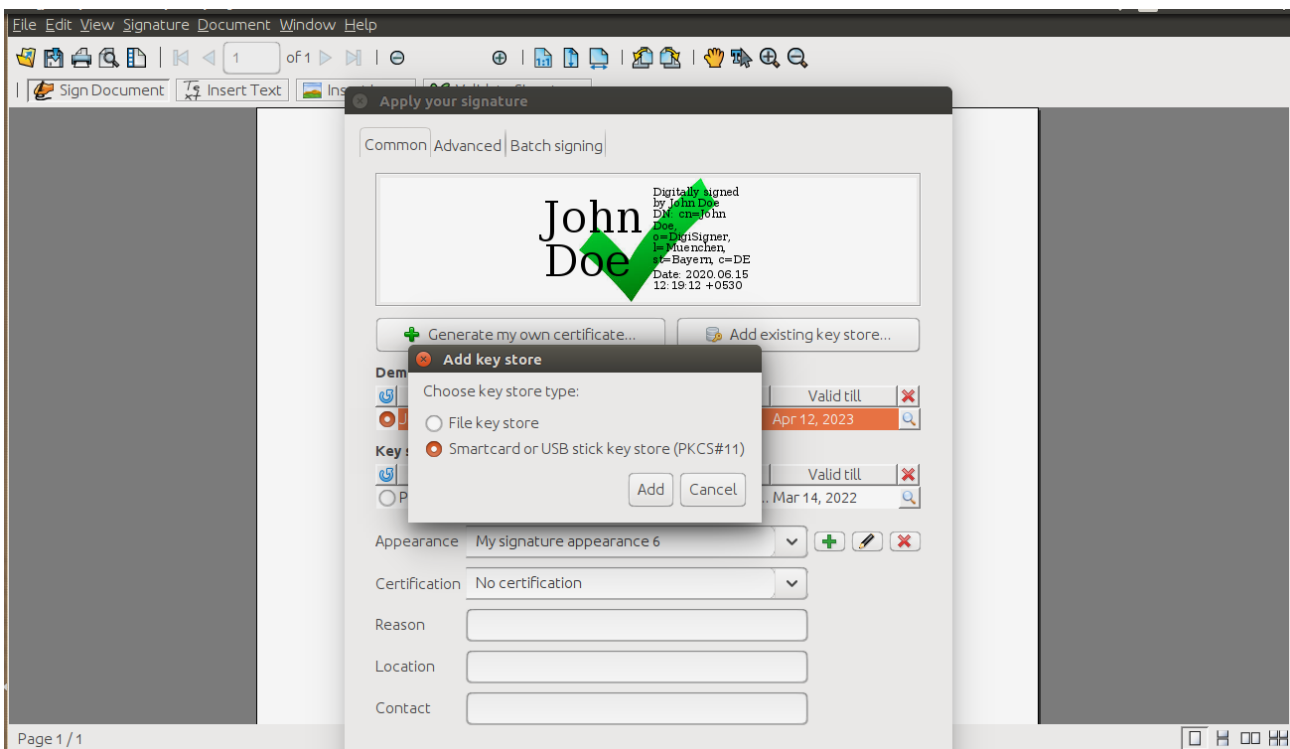 File Edit View Signature Document Window Help
1 of 1
1:1
Sign Document Insert Text
Apply your signature
Common Advanced Batch signing
John
Doe
Digitally signed
by John Doe
DN: cn=John
Doe,
o=DigiSigner,
l=Muenchen,
st=Bayern, c=DE
Date: 2020.06.15
12:19:12 +0530
Generate my own certificate... Add existing key store...
Add key store
Choose key store type:
File key store
Smartcard or USB stick key store (PKCS#11)
Add Cancel
Valid till
Apr 12, 2023
Key
Valid till
.. Mar 14, 2022
Appearance My signature appearance 6
Certification No certification
Reason
Location
Contact
Page 1 / 1